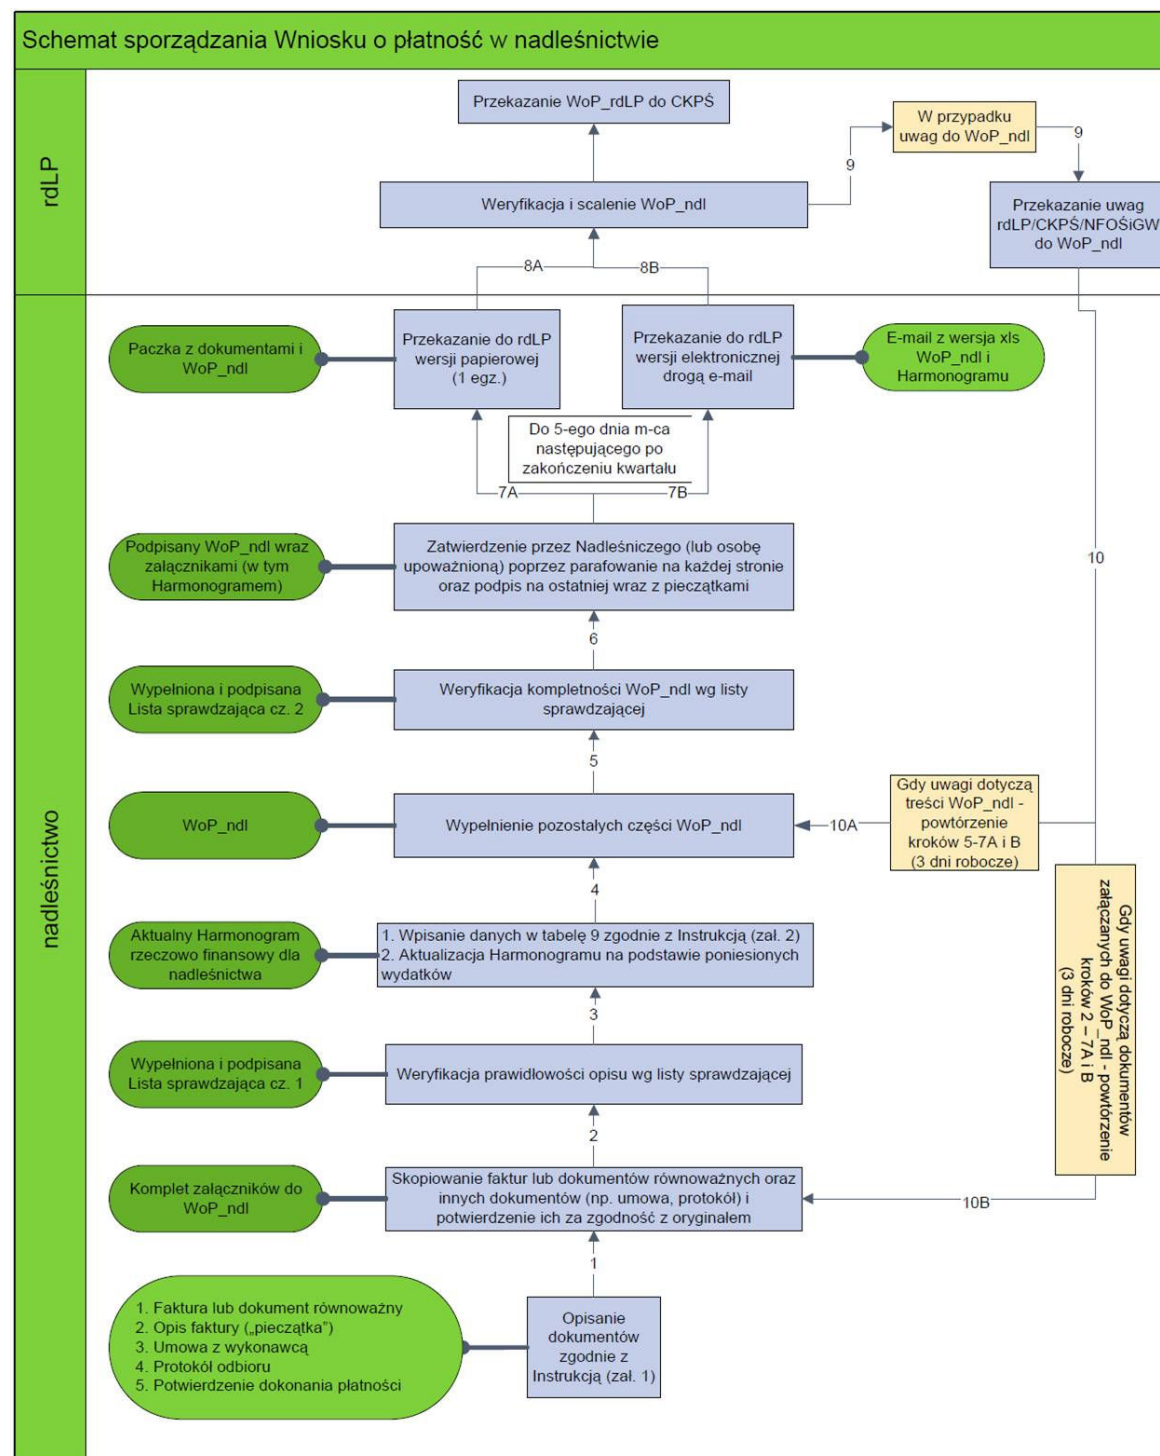 Schemat sporządzania Wniosku o płatność w nadleśnictwie
rdLP
Przekazanie WoP_rdLP do CKPŚ
W przypadku
uwag do WoP_ndl
9
9
Weryfikacja i scalenie WoP_ndl
Przekazanie uwag
rdLP/CKPŚ/NFOŚiGW
do WoP_ndl
8A
8B
nadleśnictwo
Paczka z dokumentami i
WoP_ndl
Przekazanie do rdLP
wersji papierowej
(1 egz.)
Przekazanie do rdLP
wersji elektronicznej
drogą e-mail
E-mail z wersja xls
WoP_ndl i
Harmonogramu
Do 5-ego dnia m-ca
następującego po
zakończeniu kwartału
7A
7B
Podpisany WoP_ndl wraz
załącznikami (w tym
Harmonogramem)
Zatwierdzenie przez Nadleśniczego (lub osobę
upoważnioną) poprzez parafowanie na każdej stronie
oraz podpis na ostatniej wraz z pieczątkami
10
6
Wypełniona i podpisana
Lista sprawdzająca cz. 2
Weryfikacja kompletności WoP_ndl wg listy
sprawdzającej
5
WoP_ndl
Wypełnienie pozostałych części WoP_ndl
10A
Gdy uwagi dotyczą
treści WoP_ndl -
powtórzenie
kroków 5-7A i B
(3 dni robocze)
4
Aktualny Harmonogram
rzeczowo finansowy dla
nadleśnictwa
1. Wpisanie danych w tabelę 9 zgodnie z Instrukcją (zał. 2)
2. Aktualizacja Harmonogramu na podstawie poniesionych
wydatków
Gdy uwagi dotyczą dokumentów
załączanych do WoP_ndl - powtórzenie
kroków 2 – 7A i B
(3 dni robocze)
3
Wypełniona i podpisana
Lista sprawdzająca cz. 1
Weryfikacja prawidłowości opisu wg listy sprawdzającej
2
Komplet załączników do
WoP_ndl
Skopiowanie faktur lub dokumentów równoważnych oraz
innych dokumentów (np. umowa, protokół) i
potwierdzenie ich za zgodność z oryginałem
10B
1
1. Faktura lub dokument równoważny
2. Opis faktury („pieczątka”)
3. Umowa z wykonawcą
4. Protokół odbioru
5. Potwierdzenie dokonania płatności
Opisanie
dokumentów
zgodnie z
Instrukcją (zał. 1)